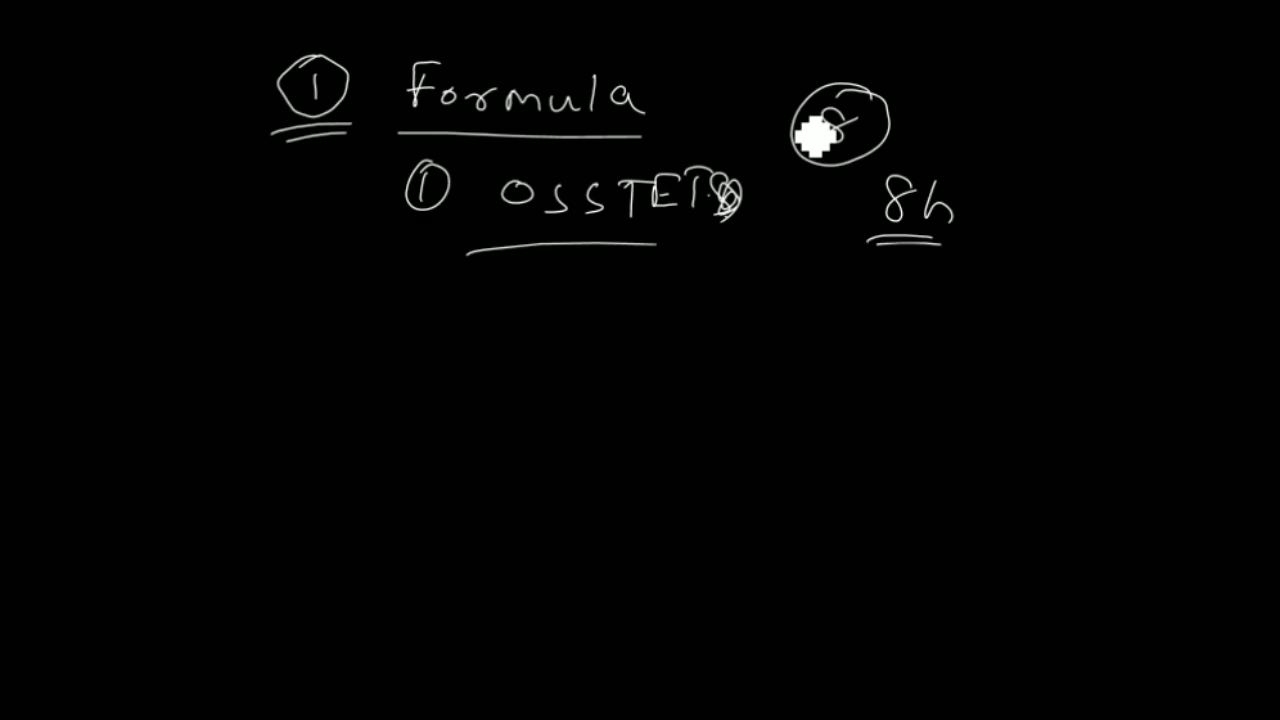 ① Formula
① OSSTET
8h